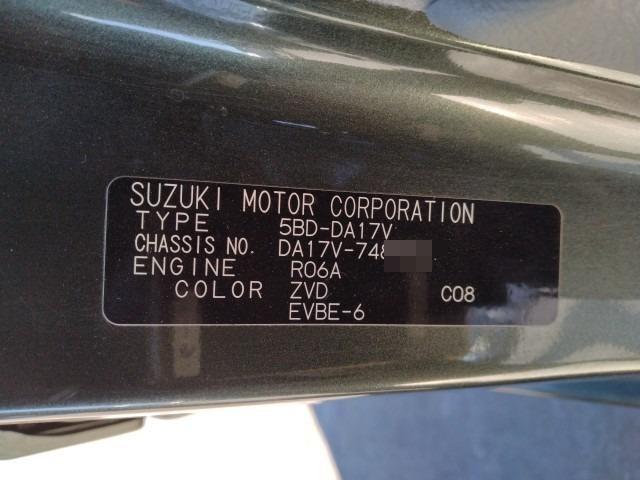 SUZUKI MOTOR CORPORATION
TYPE 5BD-DA17V
CHASSIS NO. DA17V-748
ENGINE R06A
COLOR ZVD C08
EVBE-6